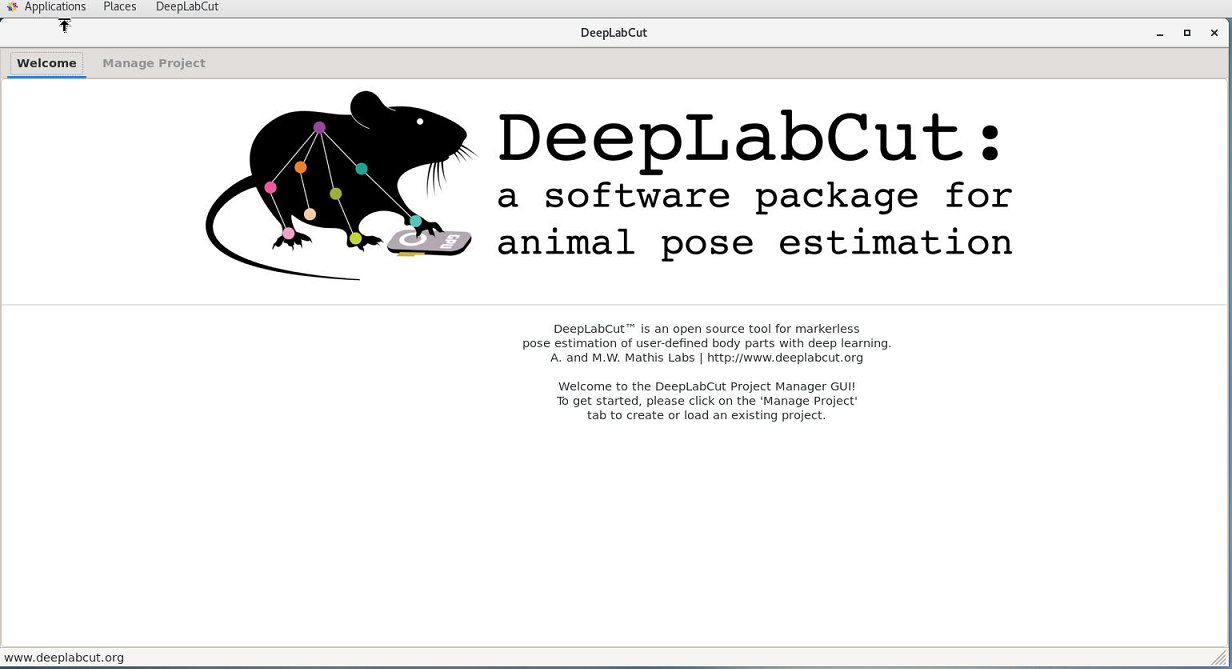 Applications Places DeepLabCut
DeepLabCut
Welcome Manage Project
DeepLabCut:
a software package for
animal pose estimation
GPU
DeepLabCut™ is an open source tool for markerless
pose estimation of user-defined body parts with deep learning.
A. and M.W. Mathis Labs | http://www.deeplabcut.org
Welcome to the DeepLabCut Project Manager GUI!
To get started, please click on the 'Manage Project'
tab to create or load an existing project.
www.deeplabcut.org